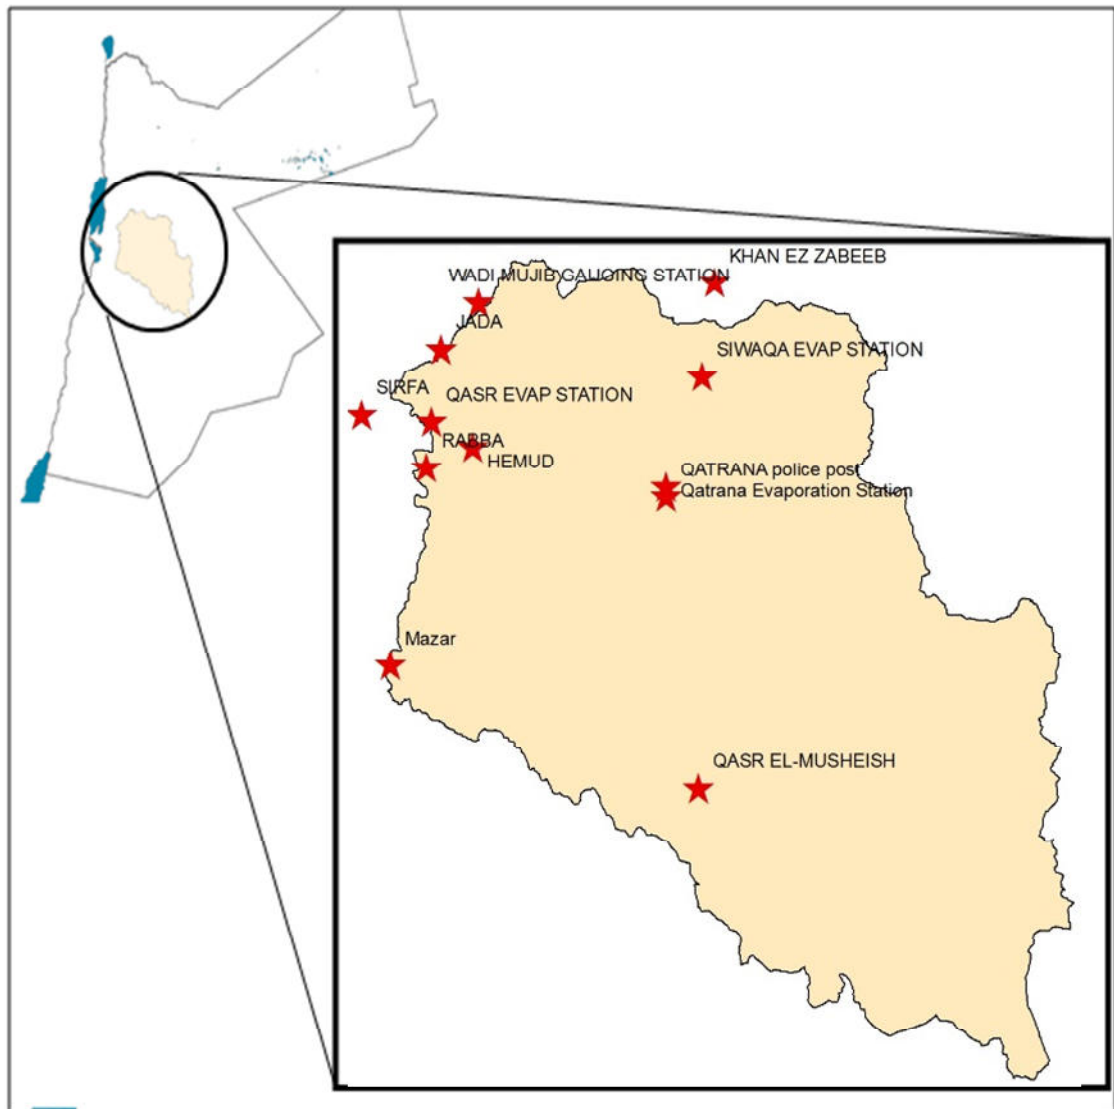 KHAN EZ ZABEEB
WADI MUJIB GAUGING STATION
JADA
SIWAQA EVAP STATION
SIRFA
QASR EVAP STATION
RABBA
HEMUD
QATRANA police post
Qatrana Evaporation Station
Mazar
QASR EL-MUSHEISH